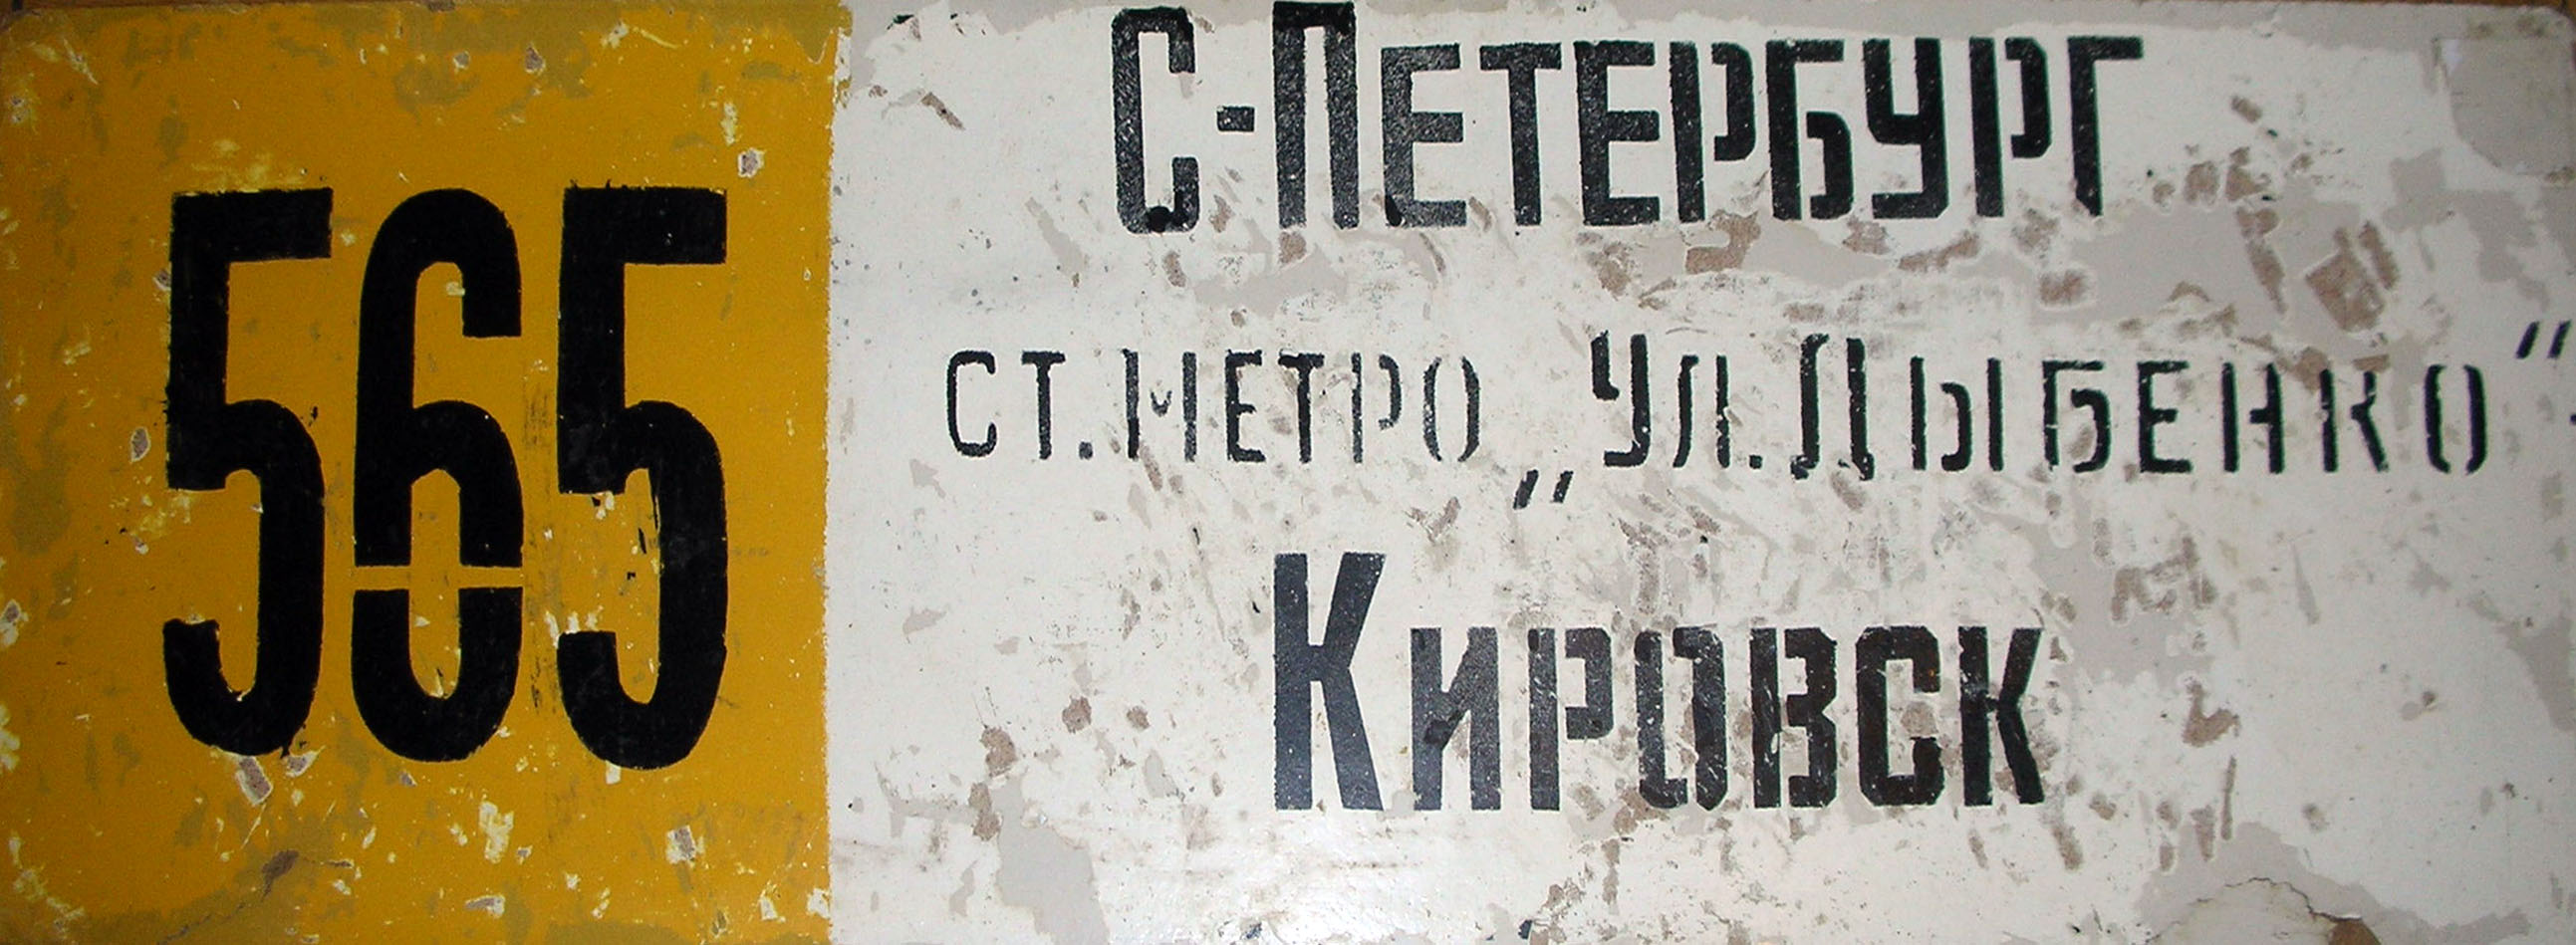 565
С-ПЕТЕРБУРГ
СТ. МЕТРО „УЛ. ДЫБЕНКО"
КИРОВСК